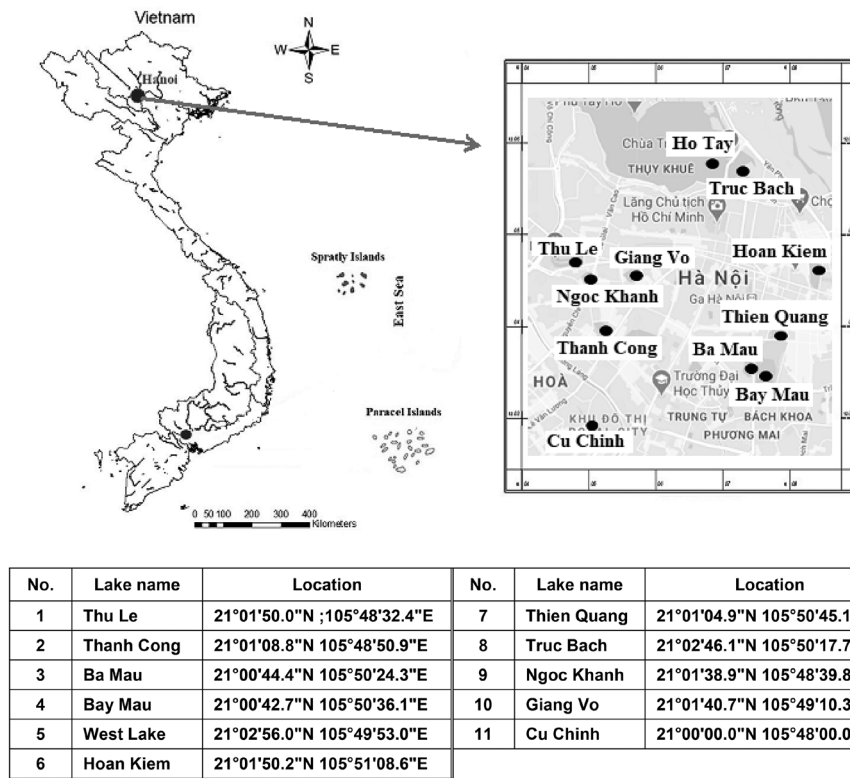 Vietnam
N
W E
S
Hanoi
Spratly Islands
East Sea
Paracel Islands
0 50 100 200 300 400
Kilometers
Ho Tay
THỤY KHUÊ
Truc Bach
Lăng Chủ tịch
Hồ Chí Minh
Thu Le
Giang Vo
Hoan Kiem
Hà Nội
Ngoc Khanh
Ga Hà Nội
Thien Quang
Thanh Cong
Ba Mau
HOÀ
Trường Đại
Học Thủy
Bay Mau
TRUNG TỰ
BÁCH KHOA
KHU ĐÔ THỊ
Cu Chinh
PHƯƠNG MAI
No. Lake name Location No. Lake name Location
1 Thu Le 21°01'50.0"N ;105°48'32.4"E 7 Thien Quang 21°01'04.9"N 105°50'45.1
2 Thanh Cong 21°01'08.8"N 105°48'50.9"E 8 Truc Bach 21°02'46.1"N 105°50'17.7
3 Ba Mau 21°00'44.4"N 105°50'24.3"E 9 Ngoc Khanh 21°01'38.9"N 105°48'39.8
4 Bay Mau 21°00'42.7"N 105°50'36.1"E 10 Giang Vo 21°01'40.7"N 105°49'10.3
5 West Lake 21°02'56.0"N 105°49'53.0"E 11 Cu Chinh 21°00'00.0"N 105°48'00.0
6 Hoan Kiem 21°01'50.2"N 105°51'08.6"E